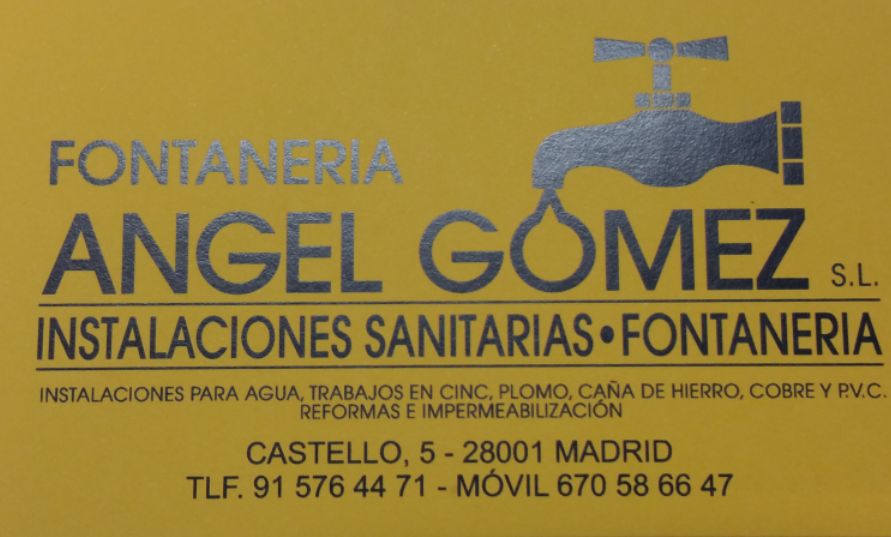 FONTANERIA
ANGEL GOMEZ S.L.
INSTALACIONES SANITARIAS•FONTANERIA
INSTALACIONES PARA AGUA, TRABAJOS EN CINC, PLOMO, CAÑA DE HIERRO, COBRE Y P.V.C.
REFORMAS E IMPERMEABILIZACIÓN
CASTELLO, 5 - 28001 MADRID
TLF. 91 576 44 71 - MÓVIL 670 58 66 47